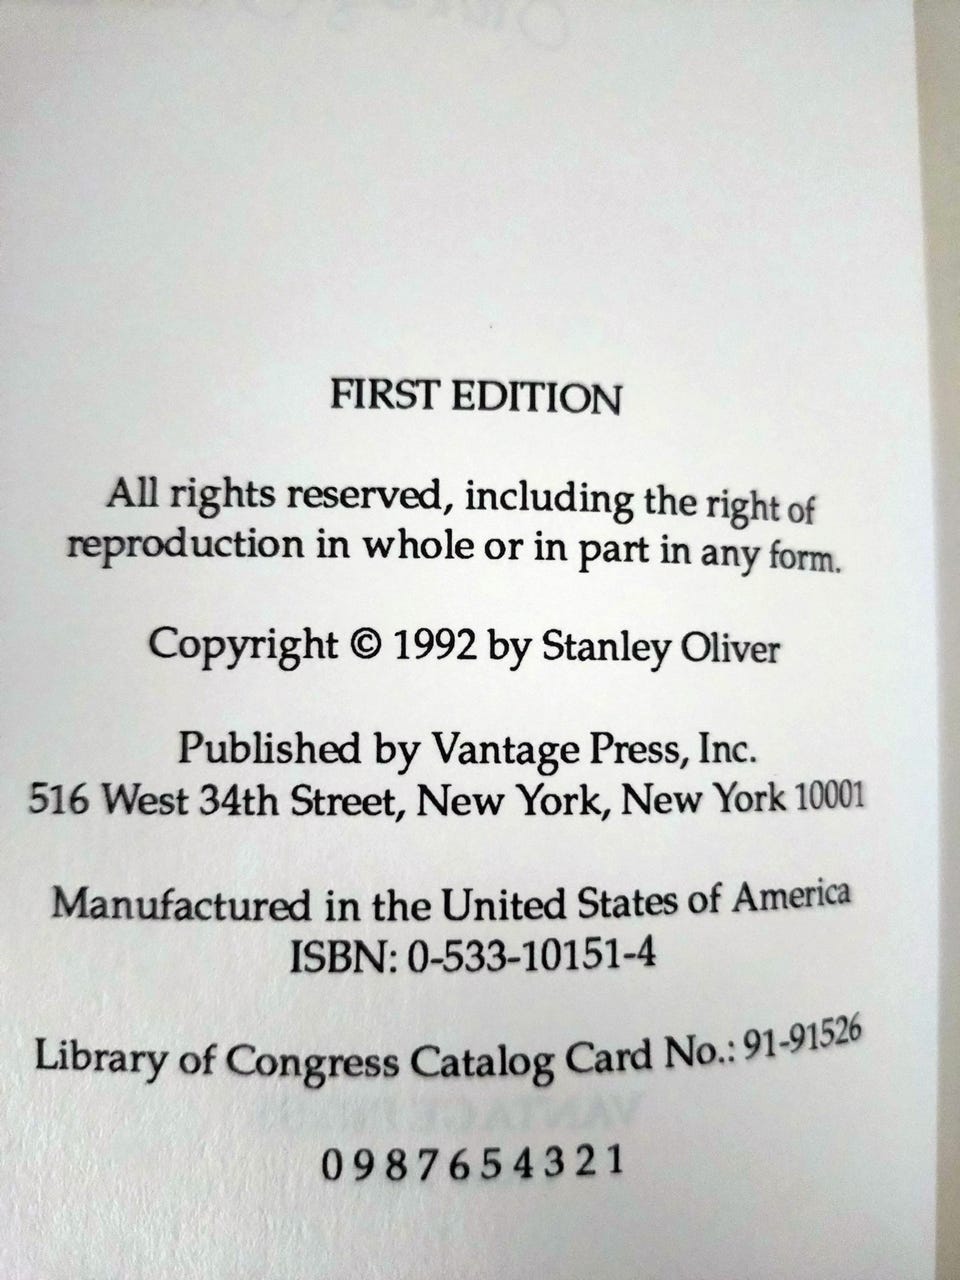 FIRST EDITION
All rights reserved, including the right of
reproduction in whole or in part in any form.
Copyright © 1992 by Stanley Oliver
Published by Vantage Press, Inc.
516 West 34th Street, New York, New York 10001
Manufactured in the United States of America
ISBN: 0-533-10151-4
Library of Congress Catalog Card No.: 91-91526
0 9 8 7 6 5 4 3 2 1